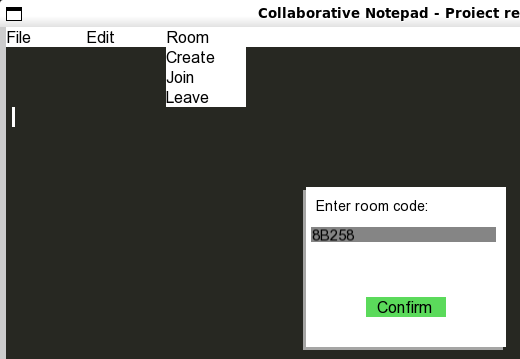 Collaborative Notepad - Proiect re
File Edit Room
Create
Join
Leave
Enter room code:
8B258
Confirm